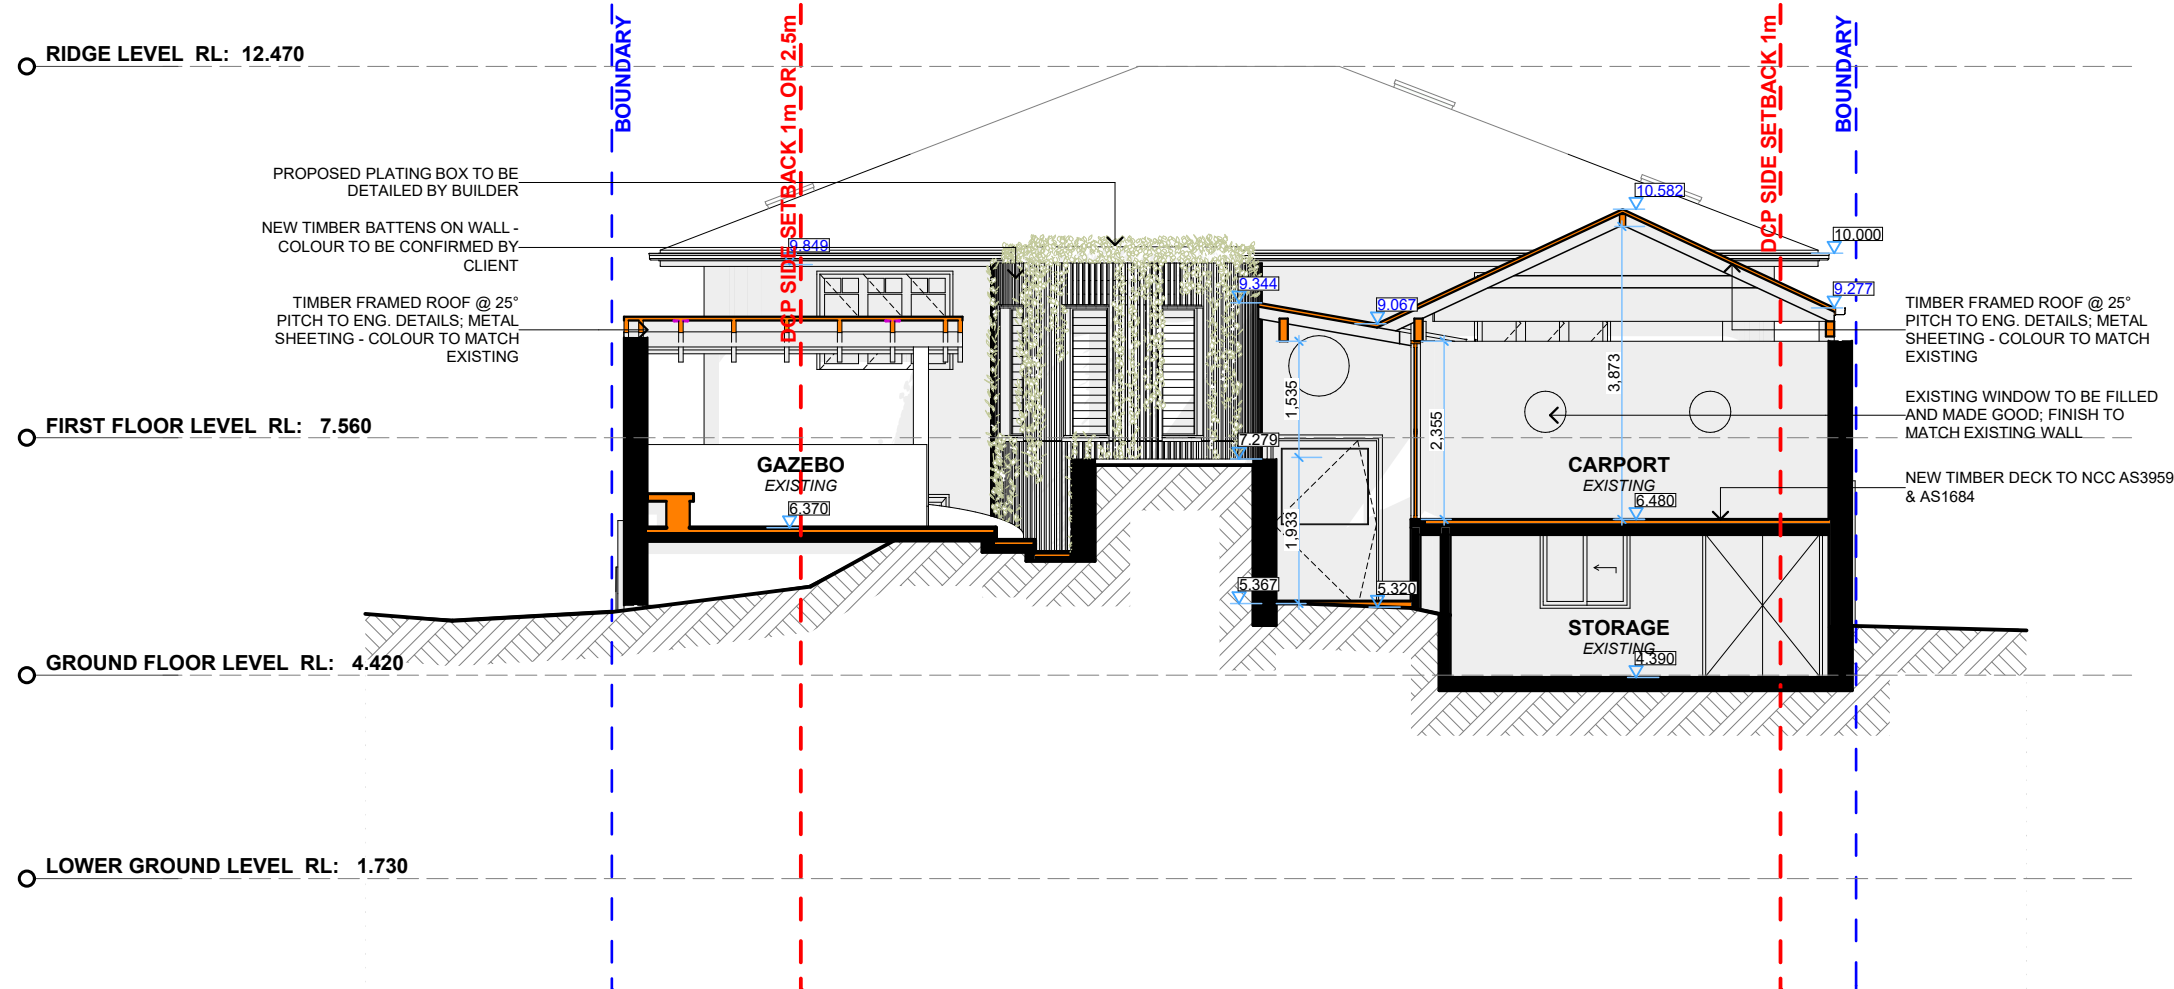 RIDGE LEVEL RL: 12.470
BOUNDARY
DCP SIDE SETBACK 1m OR 2.5m
DCP SIDE SETBACK 1m
BOUNDARY
PROPOSED PLATING BOX TO BE
DETAILED BY BUILDER
NEW TIMBER BATTENS ON WALL -
COLOUR TO BE CONFIRMED BY
CLIENT
TIMBER FRAMED ROOF @ 25°
PITCH TO ENG. DETAILS; METAL
SHEETING - COLOUR TO MATCH
EXISTING
10.582
10.000
9.849
9.344
9.067
9.277
TIMBER FRAMED ROOF @ 25°
PITCH TO ENG. DETAILS; METAL
SHEETING - COLOUR TO MATCH
EXISTING
1,535
3,873
2,355
EXISTING WINDOW TO BE FILLED
AND MADE GOOD; FINISH TO
MATCH EXISTING WALL
FIRST FLOOR LEVEL RL: 7.560
7.279
GAZEBO
EXISTING
6.370
CARPORT
EXISTING
6.480
NEW TIMBER DECK TO NCC AS3959
& AS1684
1,933
5.367
5.320
STORAGE
EXISTING
4.390
GROUND FLOOR LEVEL RL: 4.420
LOWER GROUND LEVEL RL: 1.730